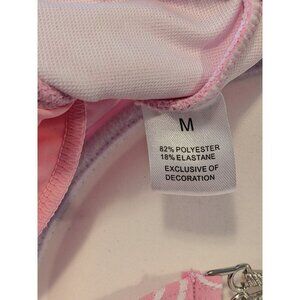 M
82% POLYESTER
18% ELASTANE
EXCLUSIVE OF
DECORATION